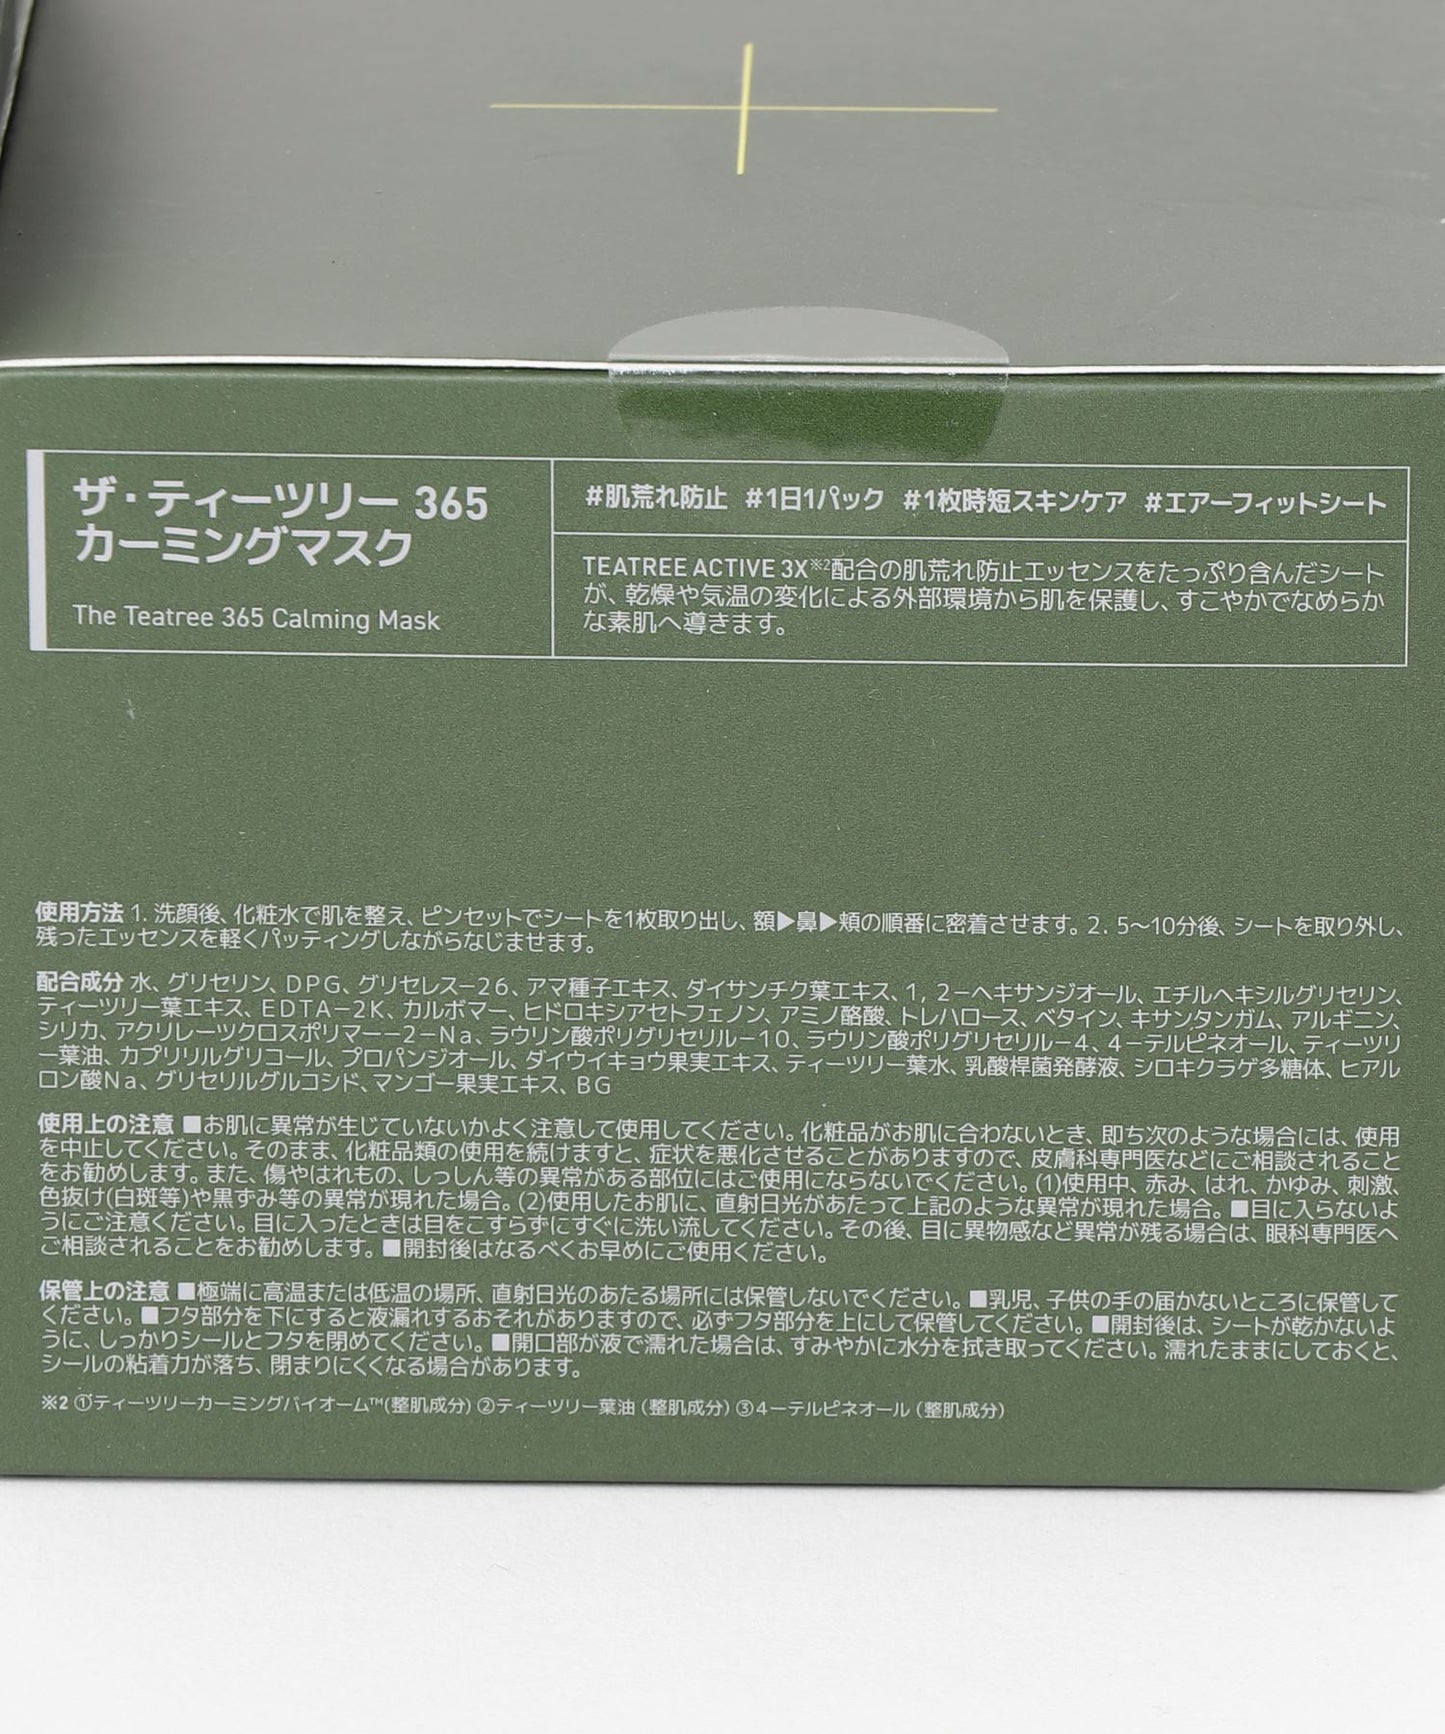 ザ・ティーツリー 365
カーミングマスク
The Teatree 365 Calming Mask
#肌荒れ防止 #1日1パック #1枚時短スキンケア #エアーフィットシート
TEATREE ACTIVE 3X※2配合の肌荒れ防止エッセンスをたっぷり含んだシート
が、乾燥や気温の変化による外部環境から肌を保護し、すこやかでなめらか
な素肌へ導きます。
使用方法 1. 洗顔後、化粧水で肌を整え、ピンセットでシートを1枚取り出し、額▶鼻▶頬の順番に密着させます。2. 5〜10分後、シートを取り外し、
残ったエッセンスを軽くパッティングしながらなじませます。
配合成分 水、グリセリン、DPG、グリセレス−26、アマ種子エキス、ダイサンチク葉エキス、1, 2−ヘキサンジオール、エチルヘキシルグリセリン、
ティーツリー葉エキス、EDTA−2K、カルボマー、ヒドロキシアセトフェノン、アミノ酪酸、トレハロース、ベタイン、キサンタンガム、アルギニン、
シリカ、アクリレーツクロスポリマー−2−Na、ラウリン酸ポリグリセリル−10、ラウリン酸ポリグリセリル−4、4−テルピネオール、ティーツリ
ー葉油、カプリリルグリコール、プロパンジオール、ダイウイキョウ果実エキス、ティーツリー葉水、乳酸桿菌発酵液、シロキクラゲ多糖体、ヒアル
ロン酸Na、グリセリルグルコシド、マンゴー果実エキス、BG
使用上の注意 ■お肌に異常が生じていないかよく注意して使用してください。化粧品がお肌に合わないとき、即ち次のような場合には、使用
を中止してください。そのまま、化粧品類の使用を続けますと、症状を悪化させることがありますので、皮膚科専門医などにご相談されること
をお勧めします。また、傷やはれもの、しっしん等の異常がある部位にはご使用にならないでください。(1)使用中、赤み、はれ、かゆみ、刺激、
色抜け(白斑等)や黒ずみ等の異常が現れた場合。(2)使用したお肌に、直射日光があたって上記のような異常が現れた場合。■目に入らないよ
うにご注意ください。目に入ったときは目をこすらずにすぐに洗い流してください。その後、目に異物感など異常が残る場合は、眼科専門医へ
ご相談されることをお勧めします。■開封後はなるべくお早めにご使用ください。
保管上の注意 ■極端に高温または低温の場所、直射日光のあたる場所には保管しないでください。■乳児、子供の手の届かないところに保管して
ください。■フタ部分を下にすると液漏れするおそれがありますので、必ずフタ部分を上にして保管してください。■開封後は、シートが乾かないよ
うに、しっかりシールとフタを閉めてください。■開口部が液で濡れた場合は、すみやかに水分を拭き取ってください。濡れたままにしておくと、
シールの粘着力が落ち、閉まりにくくなる場合があります。
※2 ①ティーツリーカーミングバイオーム™(整肌成分) ②ティーツリー葉油 (整肌成分) ③4−テルピネオール (整肌成分)